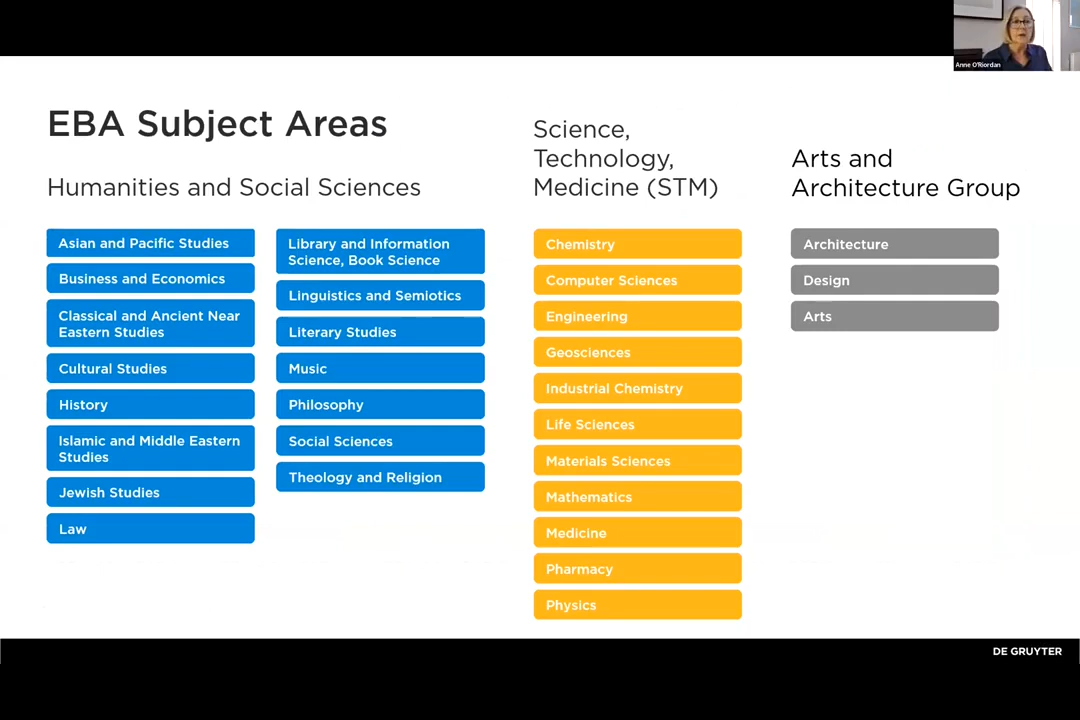 Anne O'Riordan
EBA Subject Areas
Humanities and Social Sciences
Asian and Pacific Studies
Business and Economics
Classical and Ancient Near
Eastern Studies
Cultural Studies
History
Islamic and Middle Eastern
Studies
Jewish Studies
Law
Library and Information
Science, Book Science
Linguistics and Semiotics
Literary Studies
Music
Philosophy
Social Sciences
Theology and Religion
Science,
Technology,
Medicine (STM)
Chemistry
Computer Sciences
Engineering
Geosciences
Industrial Chemistry
Life Sciences
Materials Sciences
Mathematics
Medicine
Pharmacy
Physics
Arts and
Architecture Group
Architecture
Design
Arts
DE GRUYTER